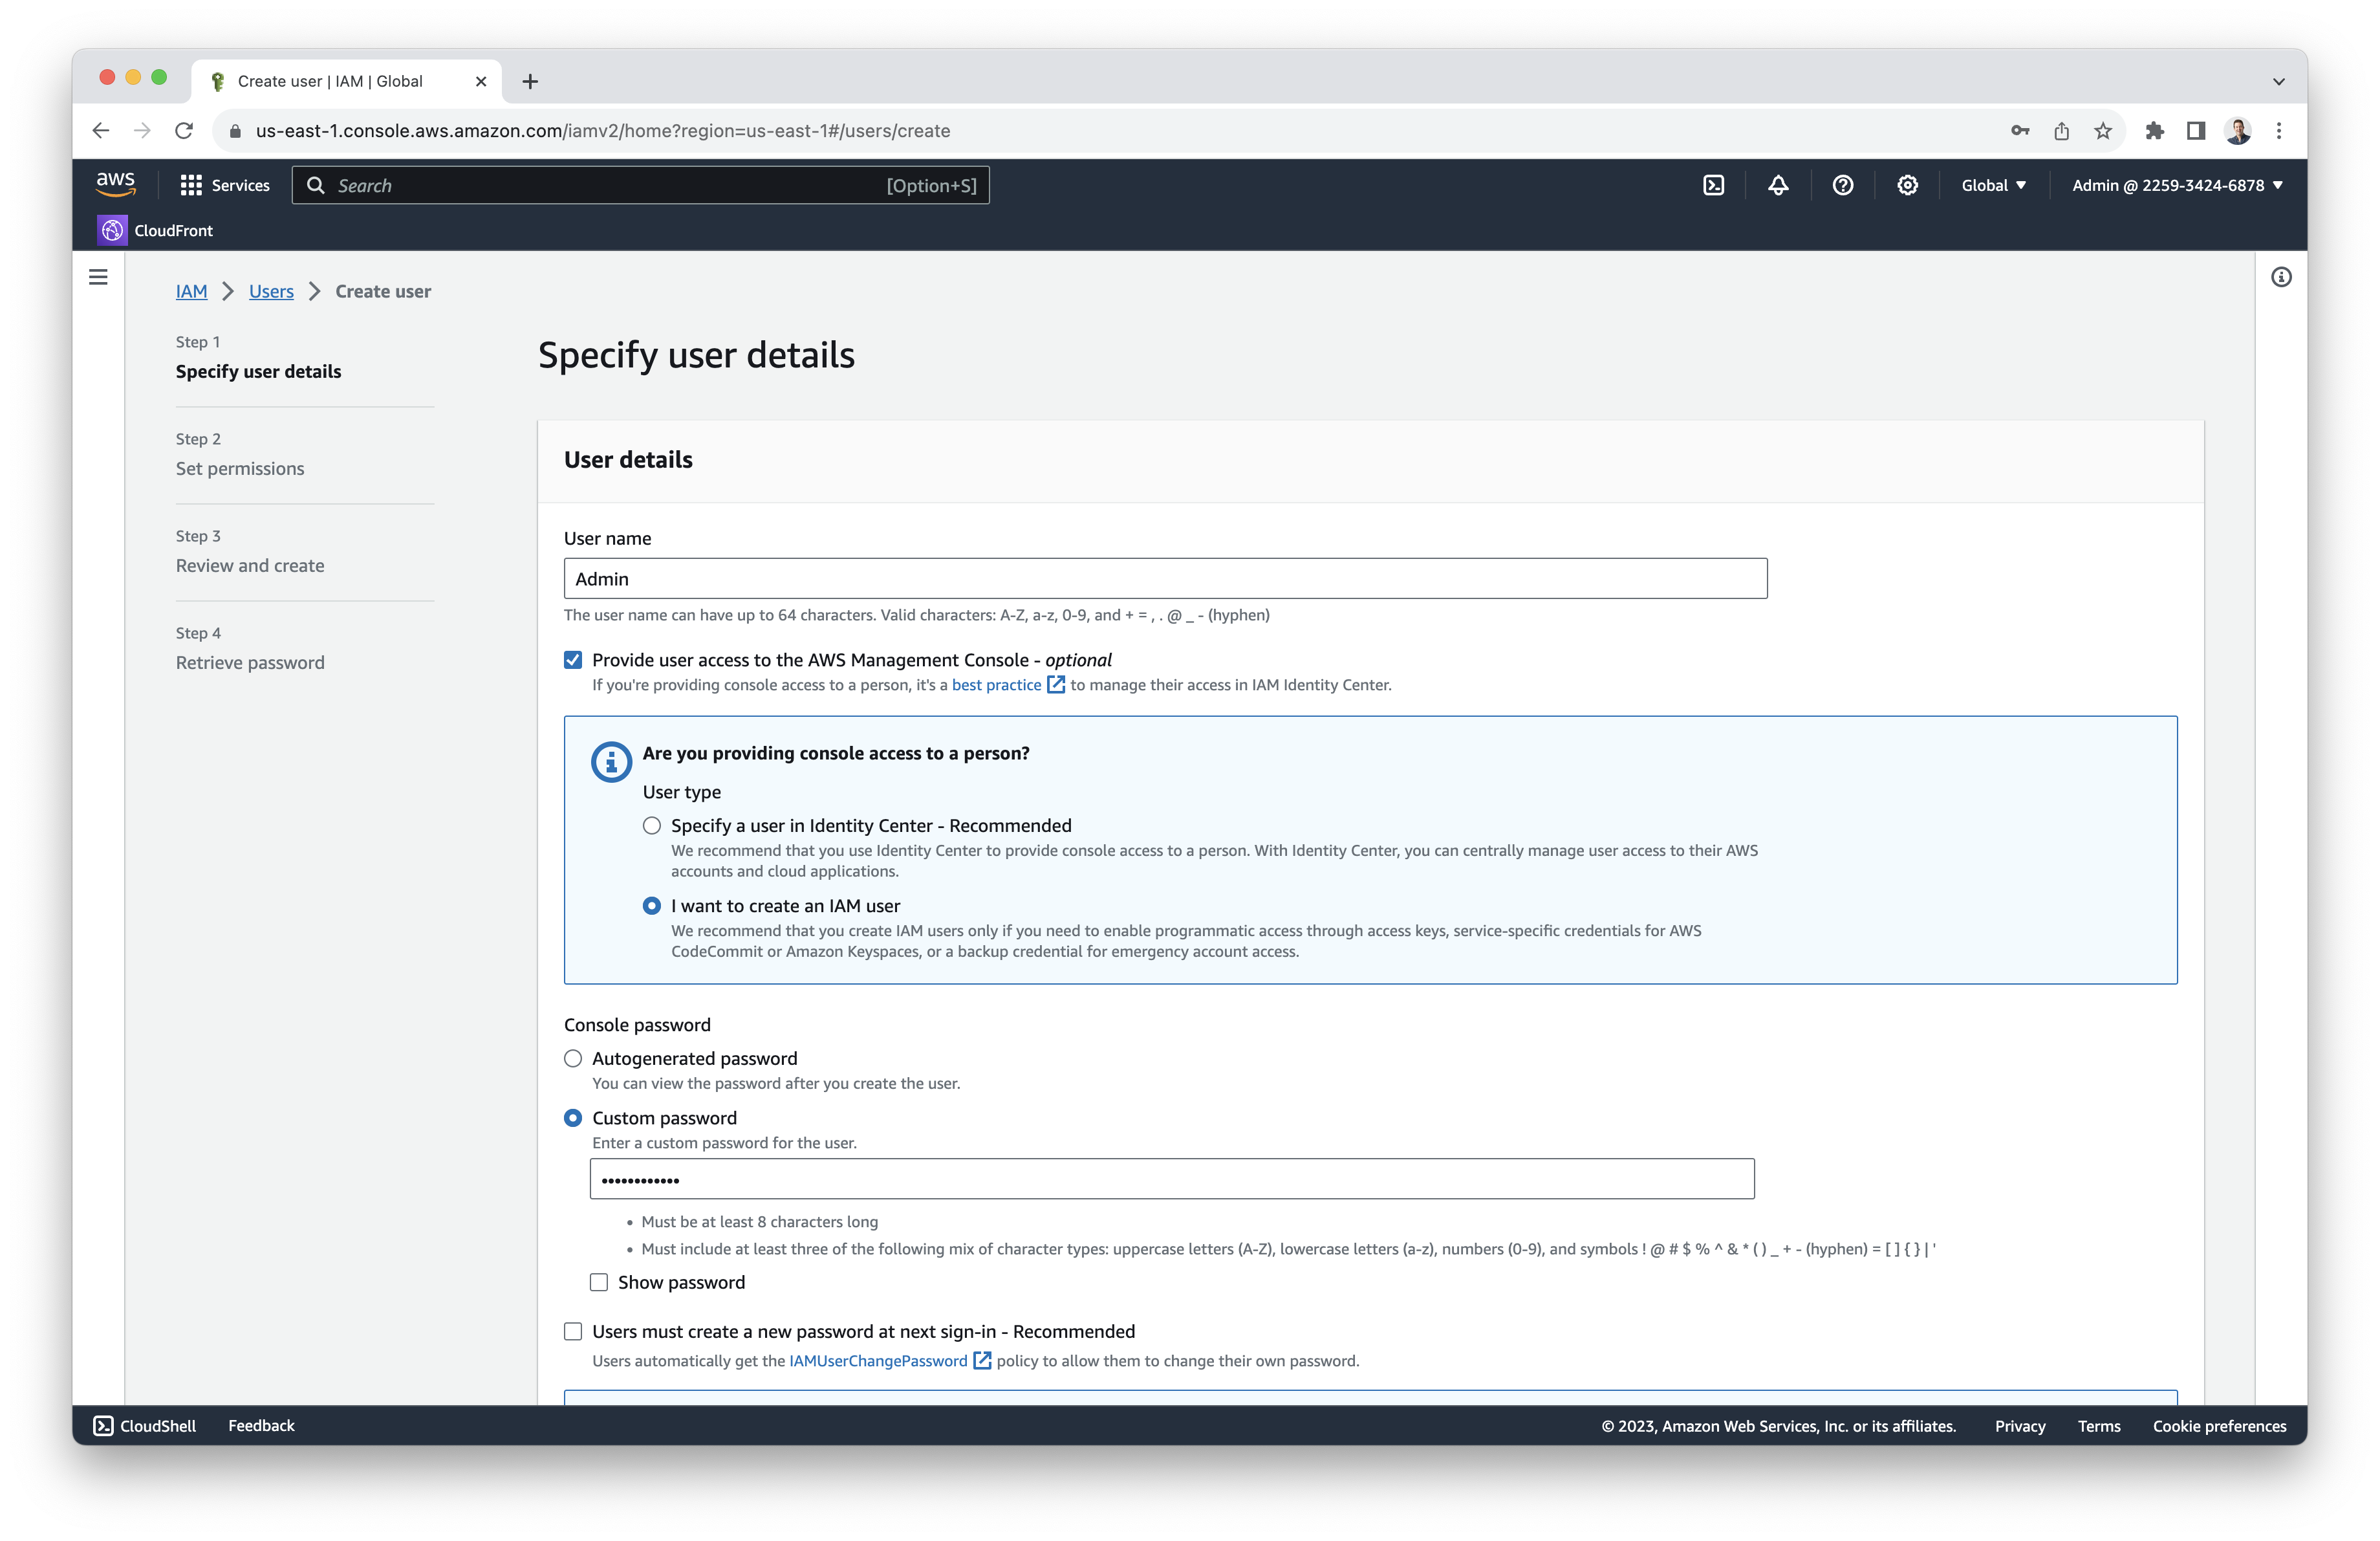 Create user | IAM | Global
us-east-1.console.aws.amazon.com/iamv2/home?region=us-east-1#/users/create
aws
Services
Search
[Option+S]
Global
Admin @ 2259-3424-6878
CloudFront
IAM
Users
Create user
Step 1
Specify user details
Step 2
Set permissions
Step 3
Review and create
Step 4
Retrieve password
Specify user details
User details
User name
Admin
The user name can have up to 64 characters. Valid characters: A-Z, a-z, 0-9, and + = , . @ _ - (hyphen)
Provide user access to the AWS Management Console - optional
If you're providing console access to a person, it's a best practice to manage their access in IAM Identity Center.
Are you providing console access to a person?
User type
Specify a user in Identity Center - Recommended
We recommend that you use Identity Center to provide console access to a person. With Identity Center, you can centrally manage user access to their AWS
accounts and cloud applications.
I want to create an IAM user
We recommend that you create IAM users only if you need to enable programmatic access through access keys, service-specific credentials for AWS
CodeCommit or Amazon Keyspaces, or a backup credential for emergency account access.
Console password
Autogenerated password
You can view the password after you create the user.
Custom password
Enter a custom password for the user.
••••••••••••
• Must be at least 8 characters long
• Must include at least three of the following mix of character types: uppercase letters (A-Z), lowercase letters (a-z), numbers (0-9), and symbols ! @ # $ % ^ & * ( ) _ + - (hyphen) = [ ] { } | '
Show password
Users must create a new password at next sign-in - Recommended
Users automatically get the IAMUserChangePassword policy to allow them to change their own password.
CloudShell
Feedback
© 2023, Amazon Web Services, Inc. or its affiliates.
Privacy
Terms
Cookie preferences